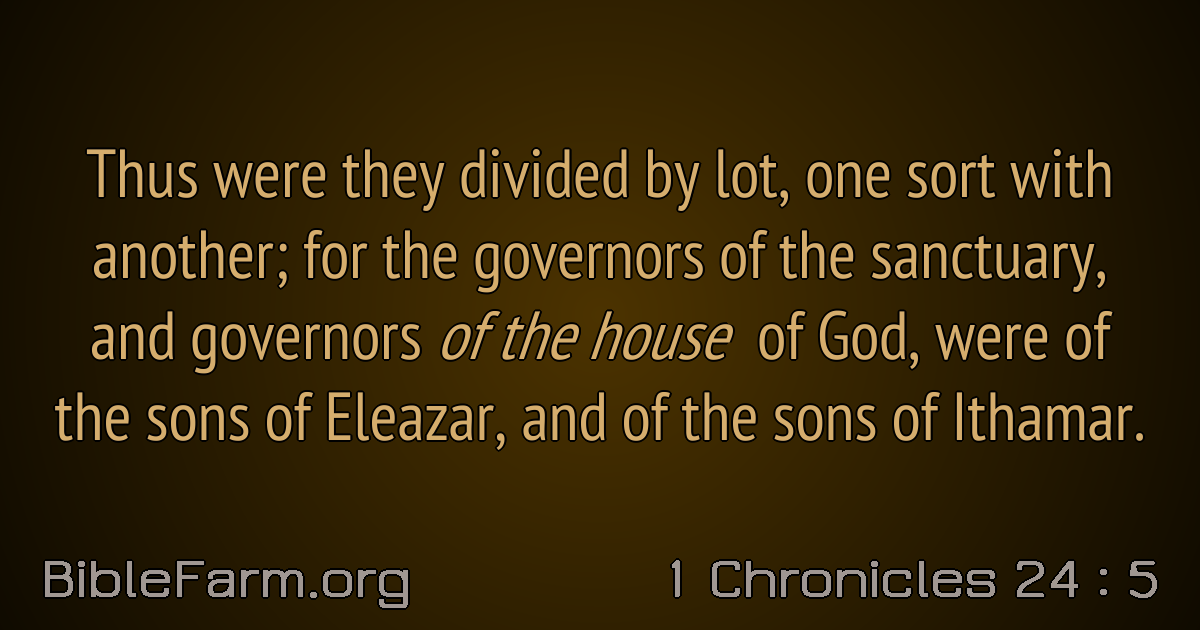 Thus were they divided by lot, one sort with
another; for the governors of the sanctuary,
and governors of the house of God, were of
the sons of Eleazar, and of the sons of Ithamar.
BibleFarm.org
1 Chronicles 24 : 5